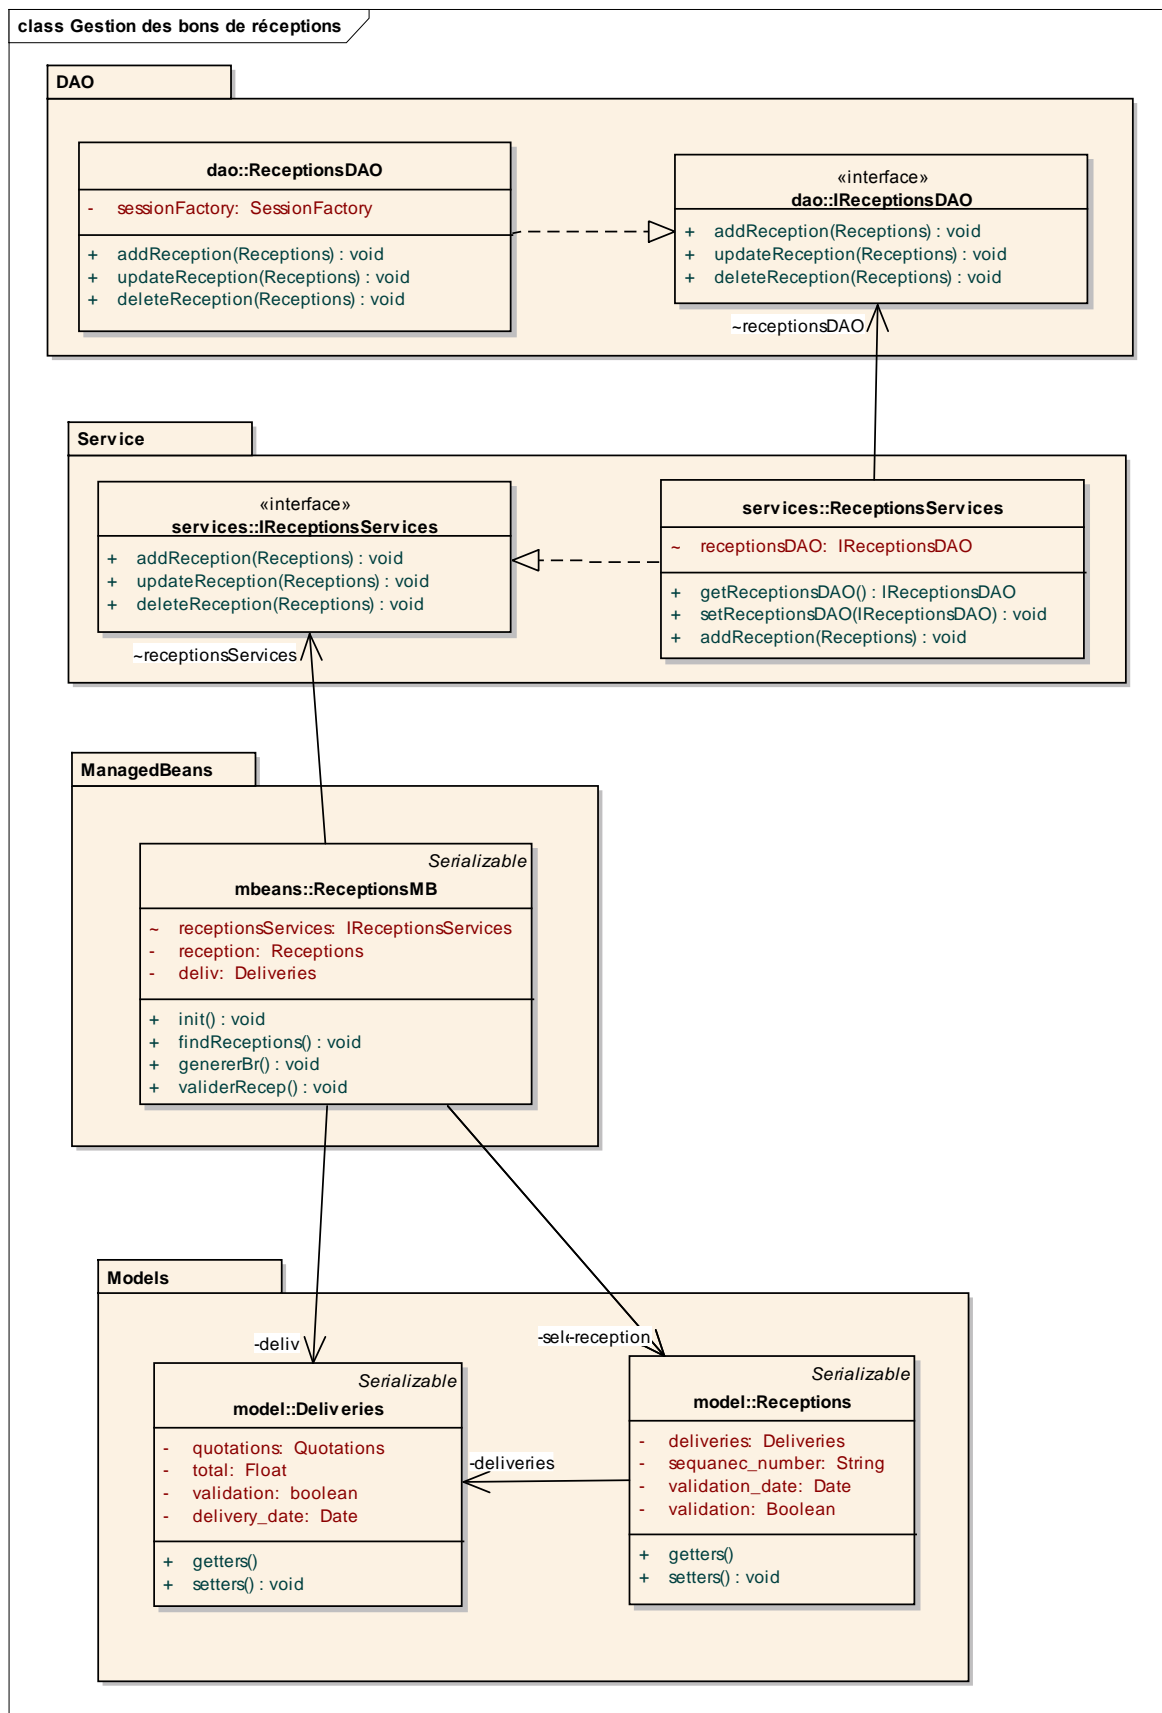 class Gestion des bons de réceptions
DAO
dao::ReceptionsDAO
- sessionFactory: SessionFactory
+ addReception(Receptions) : void
+ updateReception(Receptions) : void
+ deleteReception(Receptions) : void
«interface»
dao::IReceptionsDAO
+ addReception(Receptions) : void
+ updateReception(Receptions) : void
+ deleteReception(Receptions) : void
~receptionsDAO
Service
«interface»
services::IReceptionsServices
+ addReception(Receptions) : void
+ updateReception(Receptions) : void
+ deleteReception(Receptions) : void
services::ReceptionsServices
~ receptionsDAO: IReceptionsDAO
+ getReceptionsDAO() : IReceptionsDAO
+ setReceptionsDAO(IReceptionsDAO) : void
+ addReception(Receptions) : void
~receptionsServices
ManagedBeans
Serializable
mbeans::ReceptionsMB
~ receptionsServices: IReceptionsServices
- reception: Receptions
- deliv: Deliveries
+ init() : void
+ findReceptions() : void
+ genererBr() : void
+ validerRecep() : void
Models
-deliv
-reception
Serializable
model::Deliveries
- quotations: Quotations
- total: Float
- validation: boolean
- delivery_date: Date
+ getters()
+ setters() : void
-deliveries
Serializable
model::Receptions
- deliveries: Deliveries
- sequanec_number: String
- validation_date: Date
- validation: Boolean
+ getters()
+ setters() : void